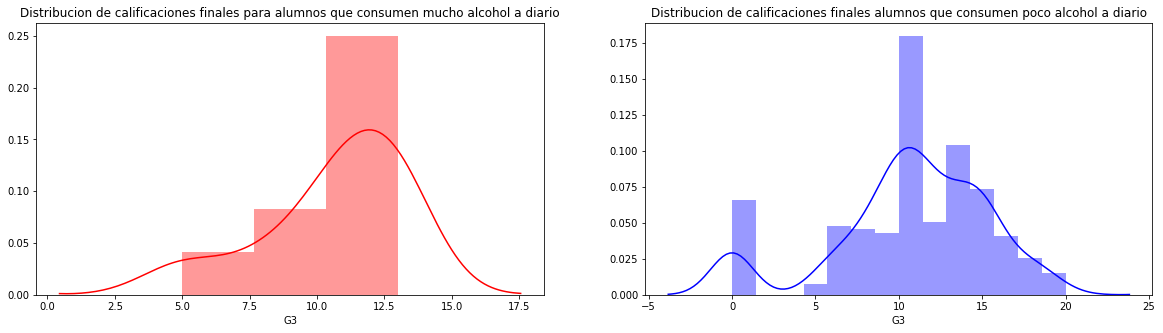 Distribucion de calificaciones finales para alumnos que consumen mucho alcohol a diario
0.25
0.20
0.15
0.10
0.05
0.00
0.0 2.5 5.0 7.5 10.0 12.5 15.0 17.5
G3
Distribucion de calificaciones finales alumnos que consumen poco alcohol a diario
0.175
0.150
0.125
0.100
0.075
0.050
0.025
0.000
−5 0 5 10 15 20 25
G3